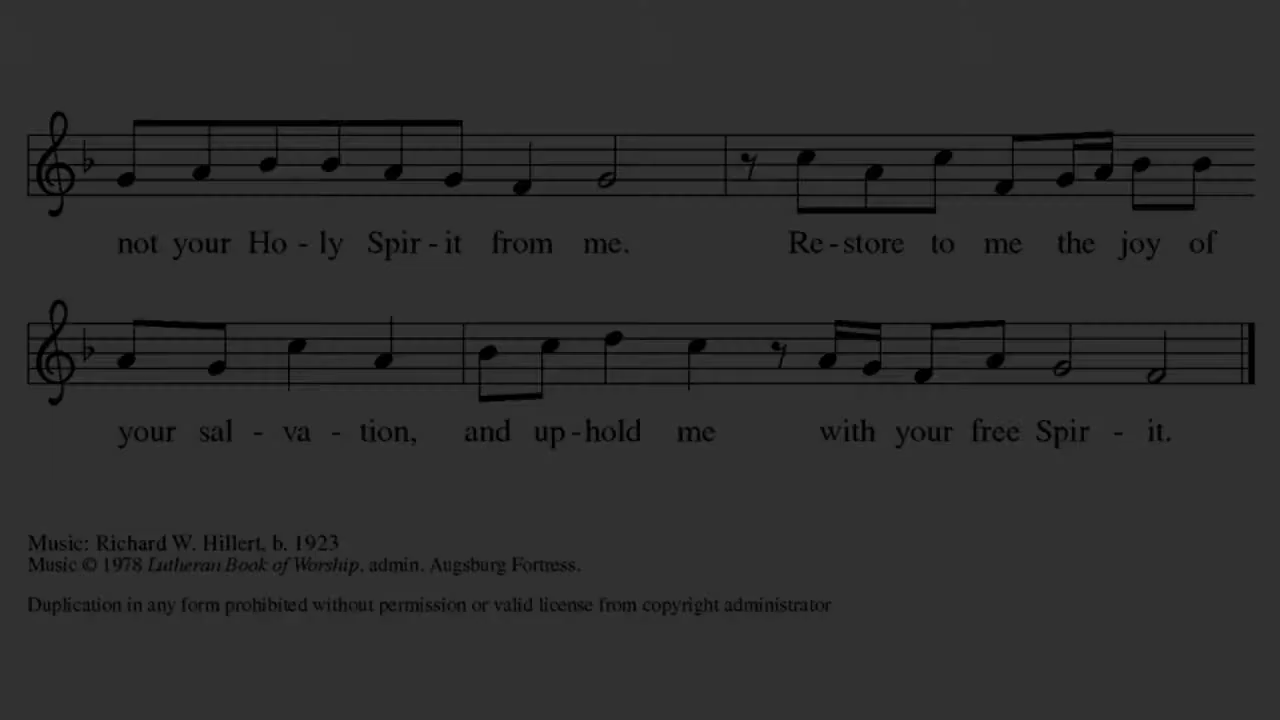 not your Ho - ly Spir - it from me. Re - store to me the joy of
your sal - va - tion, and up - hold me with your free Spir - it.
Music: Richard W. Hillert, b. 1923
Music © 1978 Lutheran Book of Worship, admin. Augsburg Fortress.
Duplication in any form prohibited without permission or valid license from copyright administrator